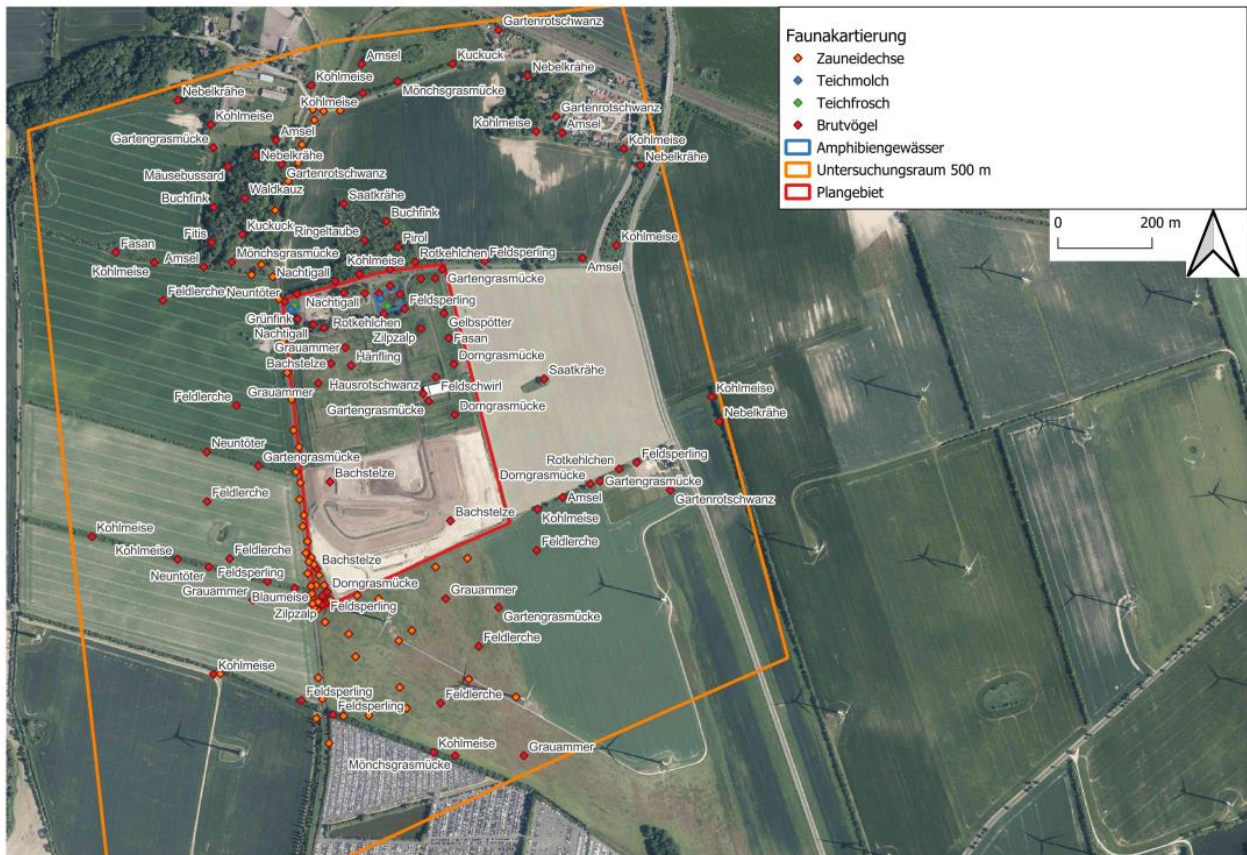 Faunakartierung
Zauneidechse
Teichmolch
Teichfrosch
Brutvögel
Amphibiengewässer
Untersuchungsraum 500 m
Plangebiet
0 200 m
Gartenrotschwanz
Amsel
Kuckuck
Kohlmeise
Nebelkrähe
Mönchsgrasmücke
Nebelkrähe
Kohlmeise
Gartenrotschwanz
Kohlmeise
Kohlmeise
Amsel
Gartengrasmücke
Amsel
Kohlmeise
Nebelkrähe
Nebelkrähe
Mäusebussard
Gartenrotschwanz
Waldkauz
Buchfink
Saatkrähe
Buchfink
Kuckuck
Ringeltaube
Fitis
Pirol
Kohlmeise
Fasan
Mönchsgrasmücke
Kohlmeise
Rotkehlchen
Feldsperling
Amsel
Kohlmeise
Amsel
Nachtigall
Gartengrasmücke
Feldlerche
Neuntöter
Nachtigall
Feldsperling
Grünfink
Rotkehlchen
Gelbspötter
Nachtigall
Zilpzalp
Fasan
Grauammer
Bachstelze
Hänfling
Dorngrasmücke
Hausrotschwanz
Feldschwirl
Saatkrähe
Grauammer
Kohlmeise
Feldlerche
Gartengrasmücke
Dorngrasmücke
Nebelkrähe
Neuntöter
Gartengrasmücke
Rotkehlchen
Feldsperling
Bachstelze
Dorngrasmücke
Gartengrasmücke
Feldlerche
Amsel
Gartenrotschwanz
Bachstelze
Kohlmeise
Kohlmeise
Kohlmeise
Feldlerche
Bachstelze
Feldlerche
Neuntöter
Feldsperling
Dorngrasmücke
Grauammer
Blaumeise
Grauammer
Zilpzalp
Feldsperling
Gartengrasmücke
Feldlerche
Kohlmeise
Feldsperling
Feldlerche
Feldsperling
Kohlmeise
Grauammer
Mönchsgrasmücke